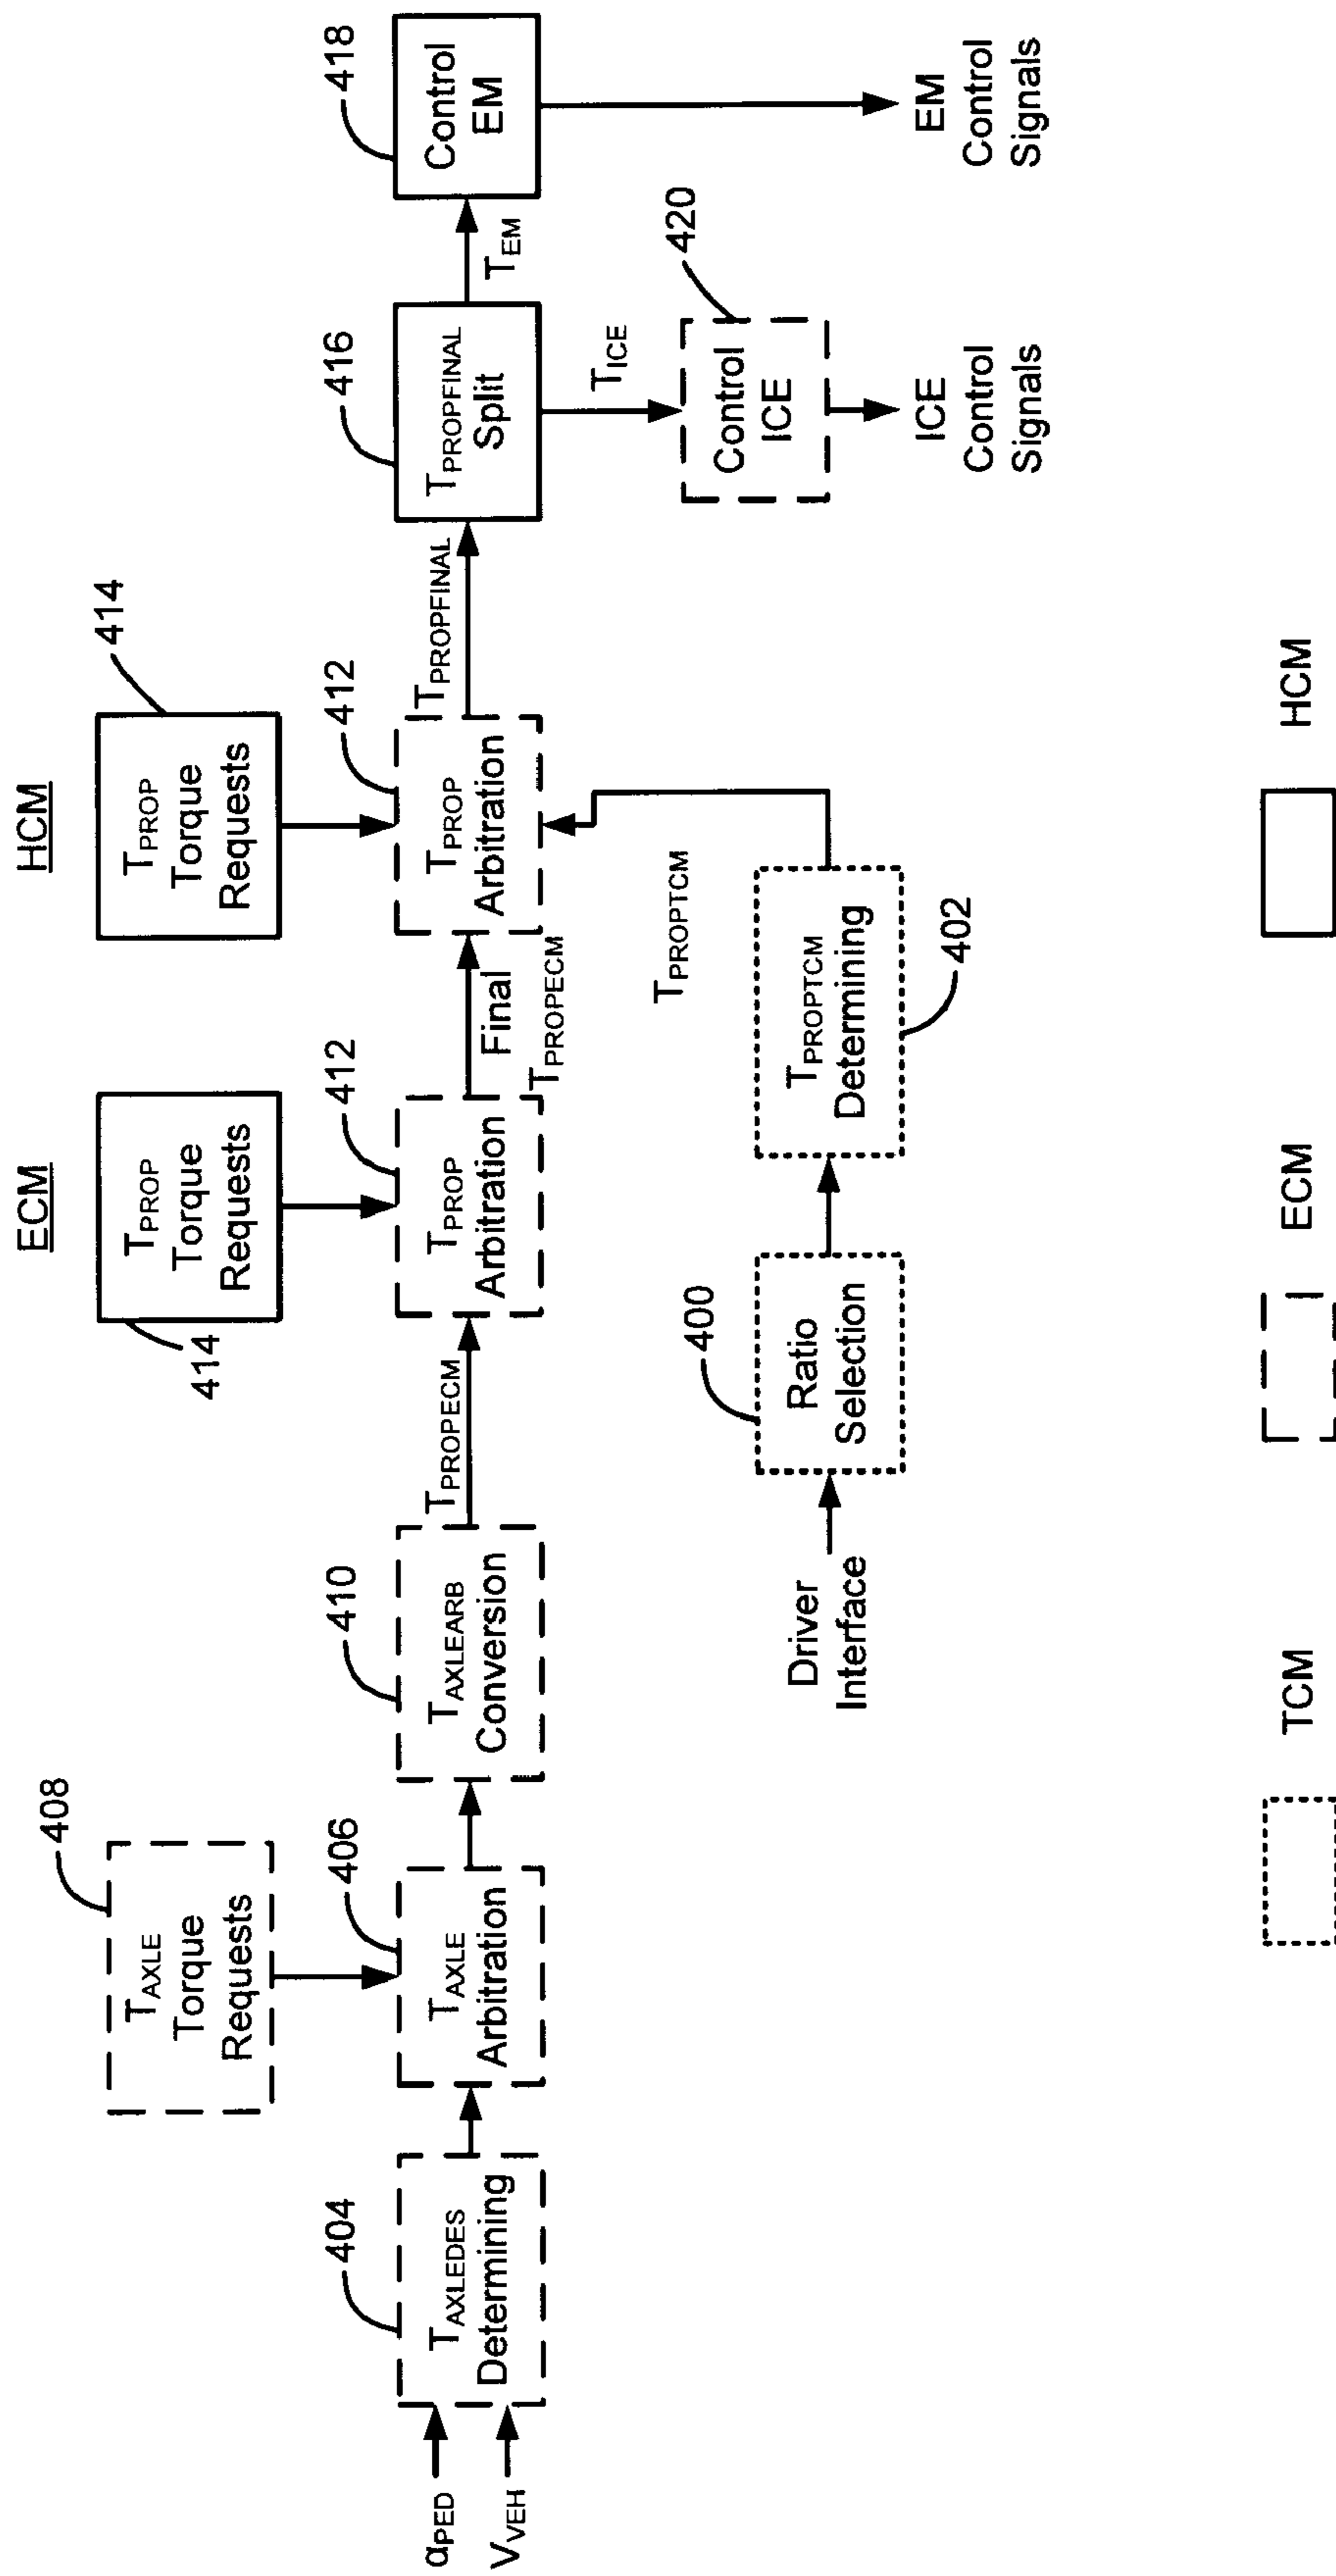 ECM
HCM
408
T_AXLE
Torque
Requests
414
T_PROP
Torque
Requests
414
T_PROP
Torque
Requests
404
406
410
412
412
416
418
α_PED
V_VEH
T_AXLEDES
Determining
T_AXLE
Arbitration
T_AXLEARB
Conversion
T_PROPECM
T_PROP
Arbitration
Final
T_PROPECM
T_PROP
Arbitration
T_PROPFINAL
T_PROPFINAL
Split
T_EM
Control
EM
T_ICE
420
Control
ICE
ICE
Control
Signals
EM
Control
Signals
Driver
Interface
400
Ratio
Selection
T_PROPTCM
Determining
402
T_PROPTCM
TCM
ECM
HCM